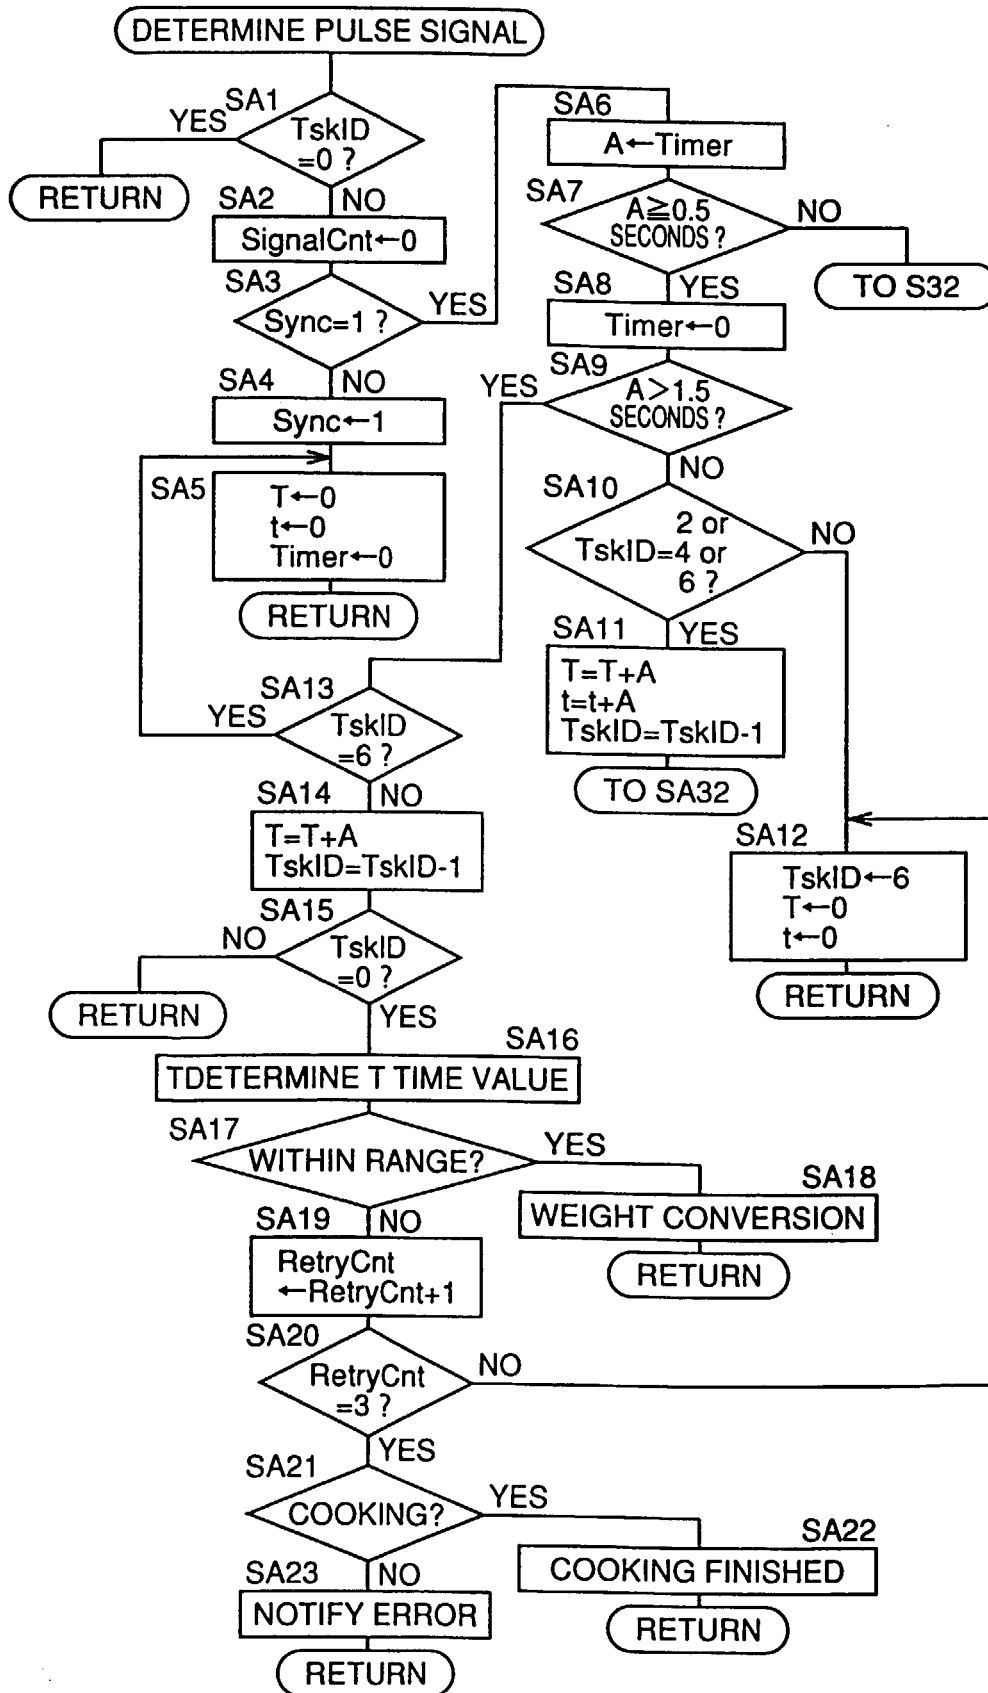 DETERMINE PULSE SIGNAL
SA1
YES
TskID
=0 ?
RETURN
NO
SA2
SignalCnt←0
SA3
Sync=1 ?
YES
NO
SA4
Sync←1
SA5
T←0
t←0
Timer←0
RETURN
SA6
A←Timer
SA7
A≧0.5
SECONDS ?
NO
TO S32
YES
SA8
Timer←0
SA9
YES
A>1.5
SECONDS ?
NO
SA10
2 or
TskID=4 or
6 ?
NO
YES
SA11
T=T+A
t=t+A
TskID=TskID-1
TO SA32
SA12
TskID←6
T←0
t←0
RETURN
SA13
YES
TskID
=6 ?
NO
SA14
T=T+A
TskID=TskID-1
SA15
NO
TskID
=0 ?
RETURN
YES
SA16
TDETERMINE T TIME VALUE
SA17
WITHIN RANGE?
YES
SA18
WEIGHT CONVERSION
RETURN
NO
SA19
RetryCnt
←RetryCnt+1
SA20
RetryCnt
=3 ?
NO
YES
SA21
COOKING?
YES
SA22
COOKING FINISHED
RETURN
NO
SA23
NOTIFY ERROR
RETURN